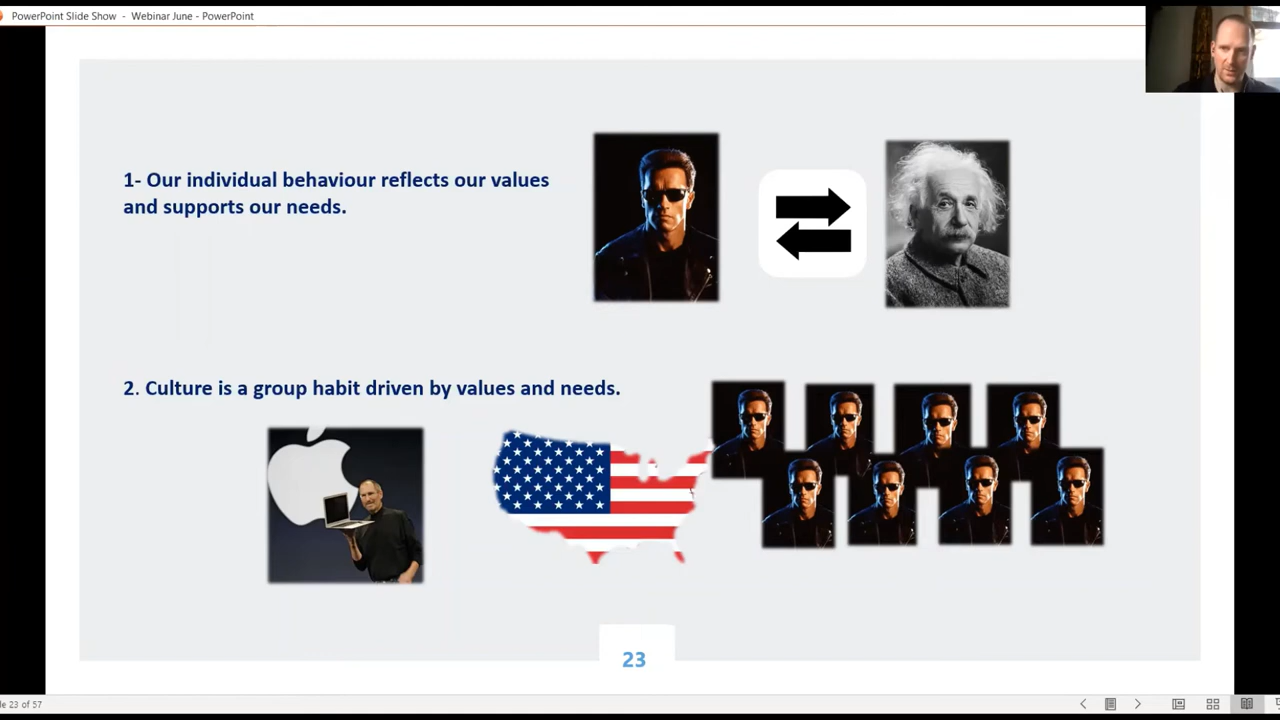 PowerPoint Slide Show - Webinar June - PowerPoint
1- Our individual behaviour reflects our values
and supports our needs.
2. Culture is a group habit driven by values and needs.
23
de 23 of 57